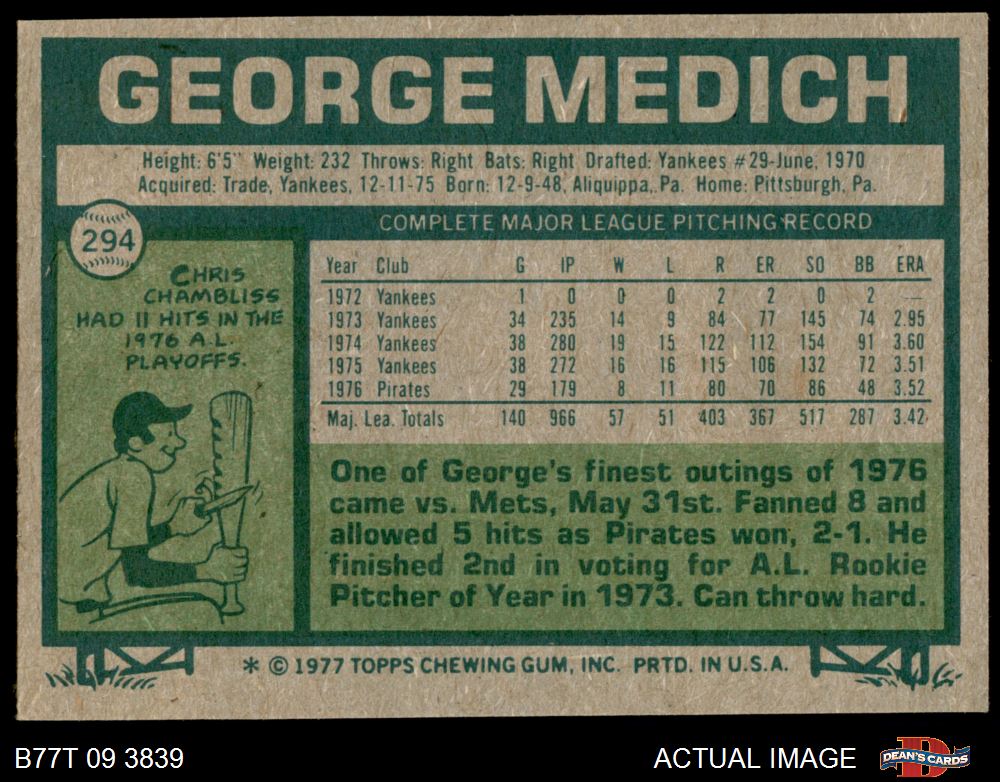 GEORGE MEDICH
Height: 6'5" Weight: 232 Throws: Right Bats: Right Drafted: Yankees #29-June, 1970
Acquired: Trade, Yankees, 12-11-75 Born: 12-9-48, Aliquippa, Pa. Home: Pittsburgh, Pa.
294
CHRIS
CHAMBLISS
HAD 11 HITS IN THE
1976 A.L.
PLAYOFFS.
COMPLETE MAJOR LEAGUE PITCHING RECORD
Year Club G IP W L R ER SO BB ERA
1972 Yankees 1 0 0 0 2 2 0 2 —
1973 Yankees 34 235 14 9 84 77 145 74 2.95
1974 Yankees 38 280 19 15 122 112 154 91 3.60
1975 Yankees 38 272 16 16 115 106 132 72 3.51
1976 Pirates 29 179 8 11 80 70 86 48 3.52
Maj. Lea. Totals 140 966 57 51 403 367 517 287 3.42
One of George's finest outings of 1976
came vs. Mets, May 31st. Fanned 8 and
allowed 5 hits as Pirates won, 2-1. He
finished 2nd in voting for A.L. Rookie
Pitcher of Year in 1973. Can throw hard.
* © 1977 TOPPS CHEWING GUM, INC. PRTD. IN U.S.A.
B77T 09 3839
ACTUAL IMAGE
D
DEAN'S CARDS